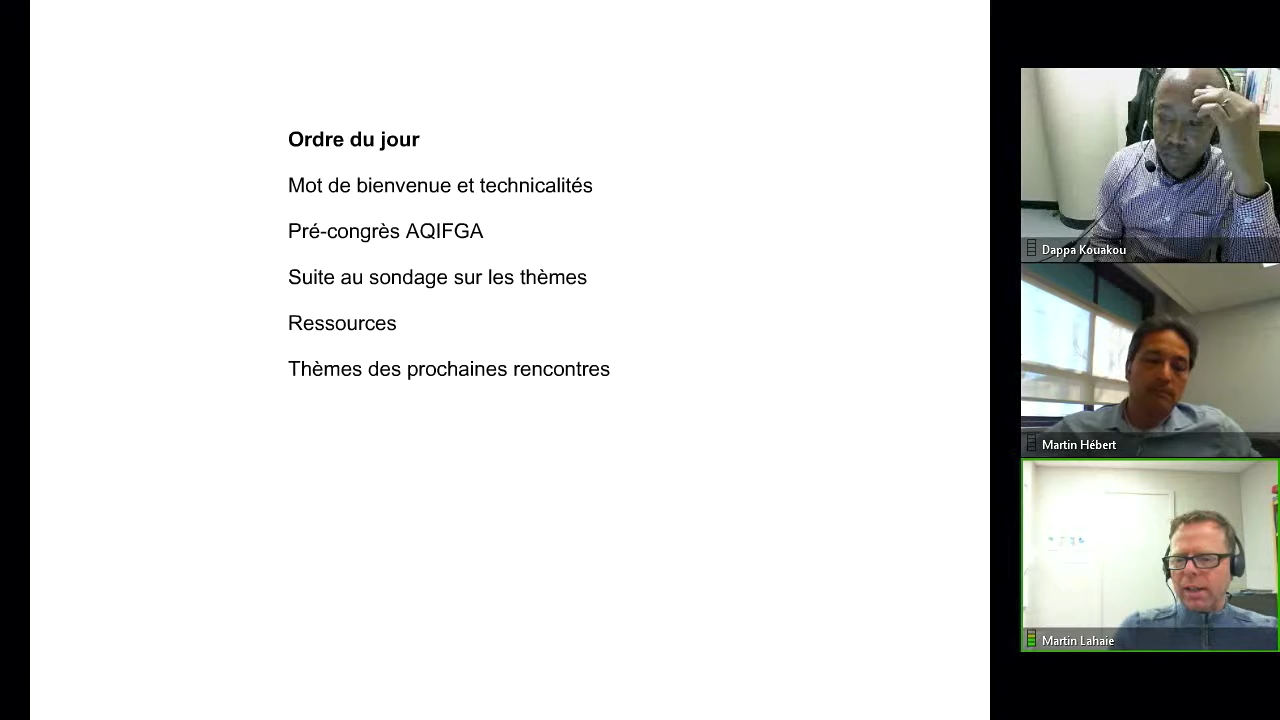 Ordre du jour
Mot de bienvenue et technicalités
Pré-congrès AQIFGA
Suite au sondage sur les thèmes
Ressources
Thèmes des prochaines rencontres
Dappa Kouakou
Martin Hébert
Martin Lahaie